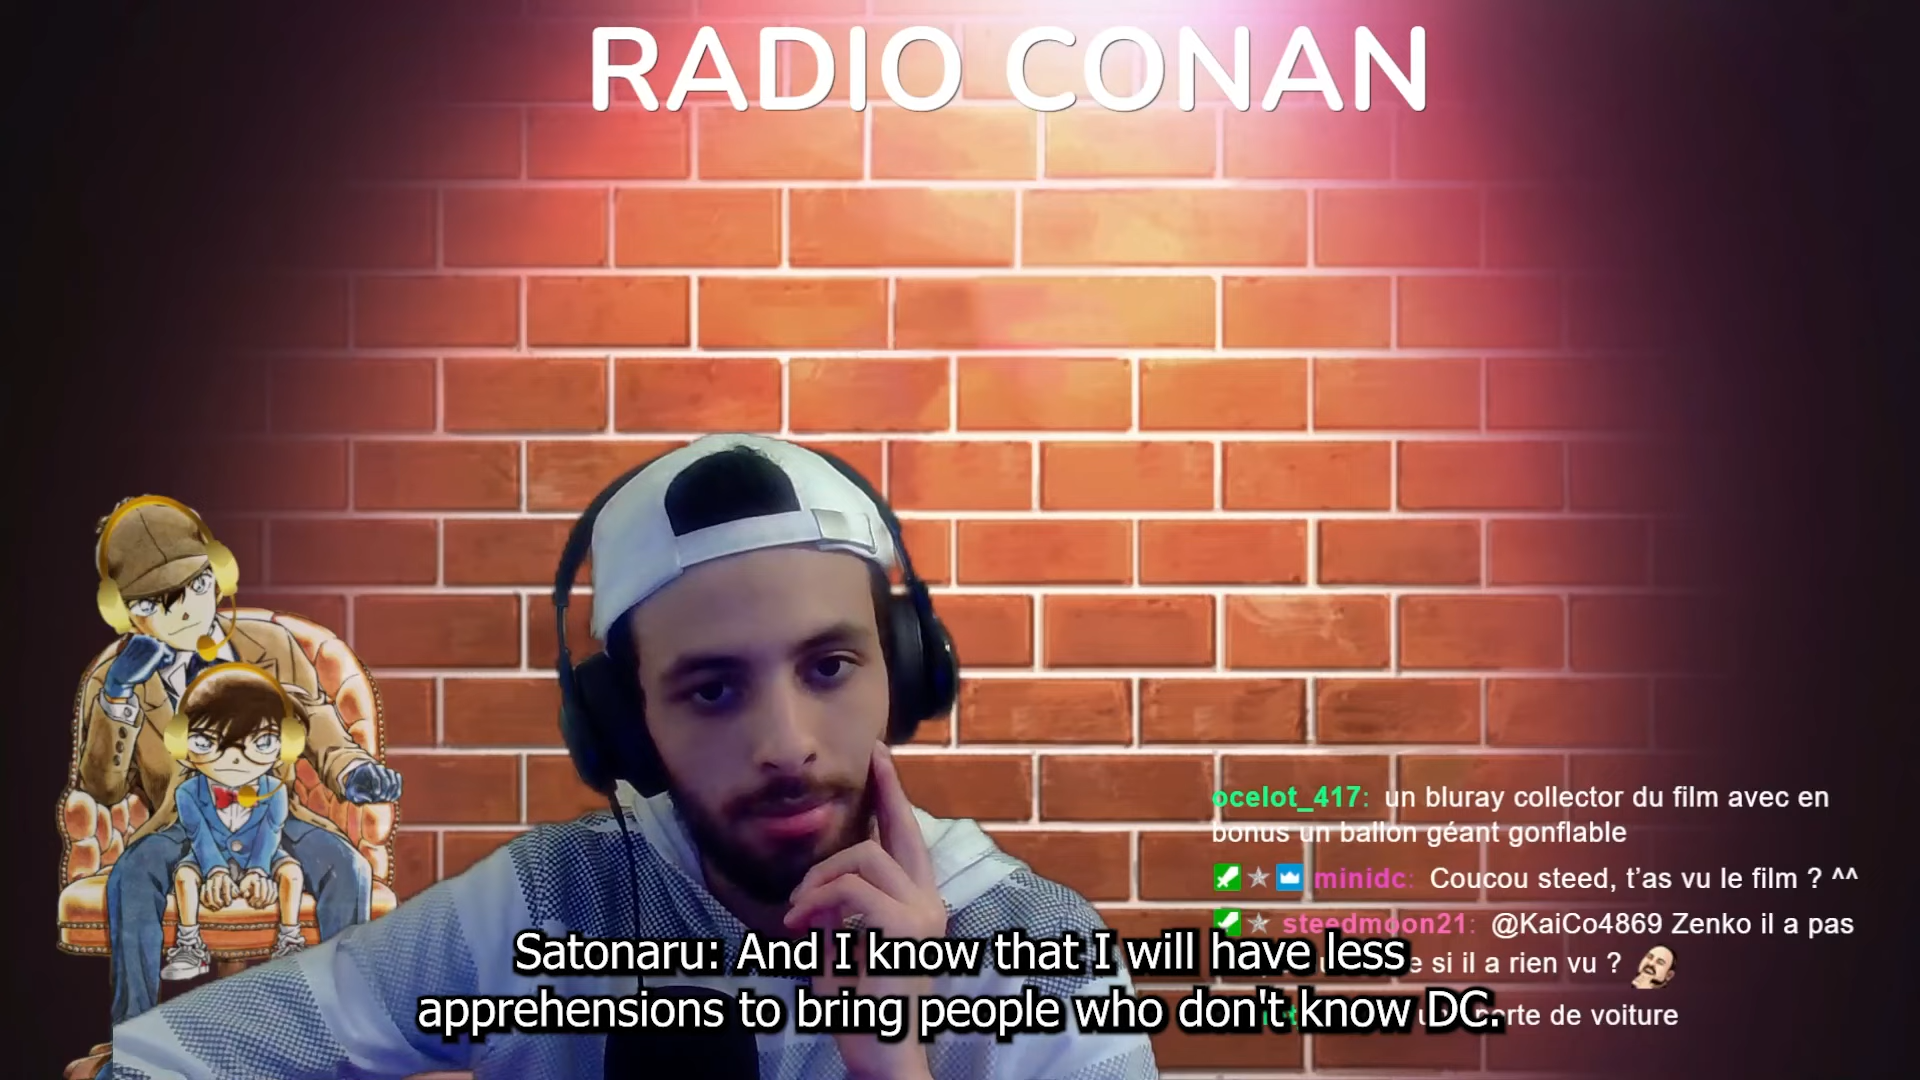 RADIO CONAN
ocelot_417: un bluray collector du film avec en
bonus un ballon géant gonflable
minidc: Coucou steed, t'as vu le film ? ^^
steedmoon21: @KaiCo4869 Zenko il a pas
si il a rien vu ?
porte de voiture
Satonaru: And I know that I will have less
apprehensions to bring people who don't know DC.